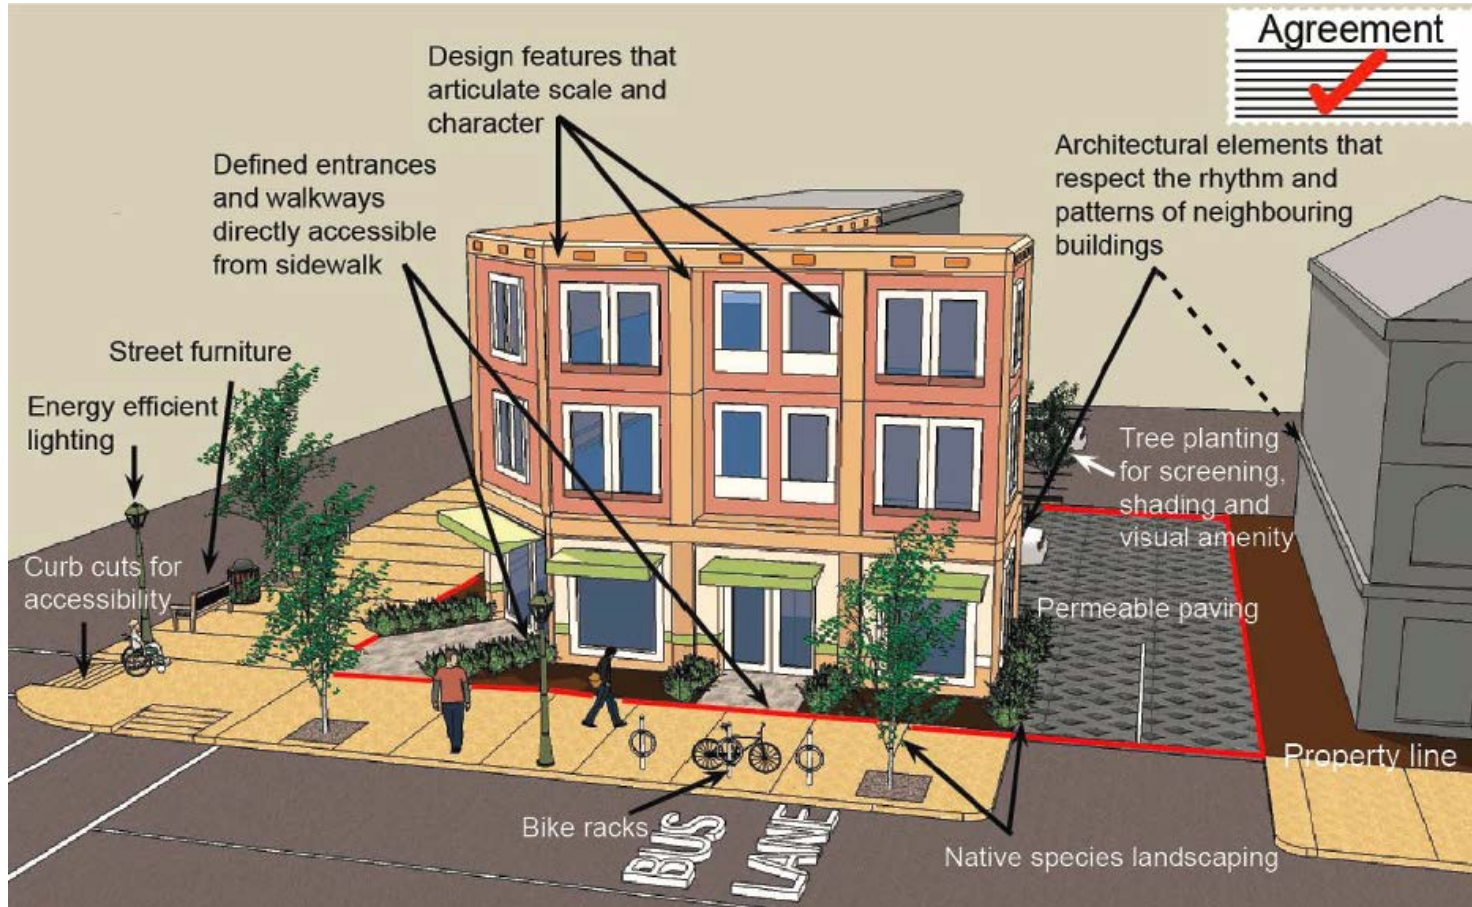 Agreement
Design features that
articulate scale and
character
Architectural elements that
respect the rhythm and
patterns of neighbouring
buildings
Defined entrances
and walkways
directly accessible
from sidewalk
Street furniture
Energy efficient
lighting
Tree planting
for screening,
shading and
visual amenity
Curb cuts for
accessibility
Permeable paving
Property line
Bike racks
BUS
LANE
Native species landscaping